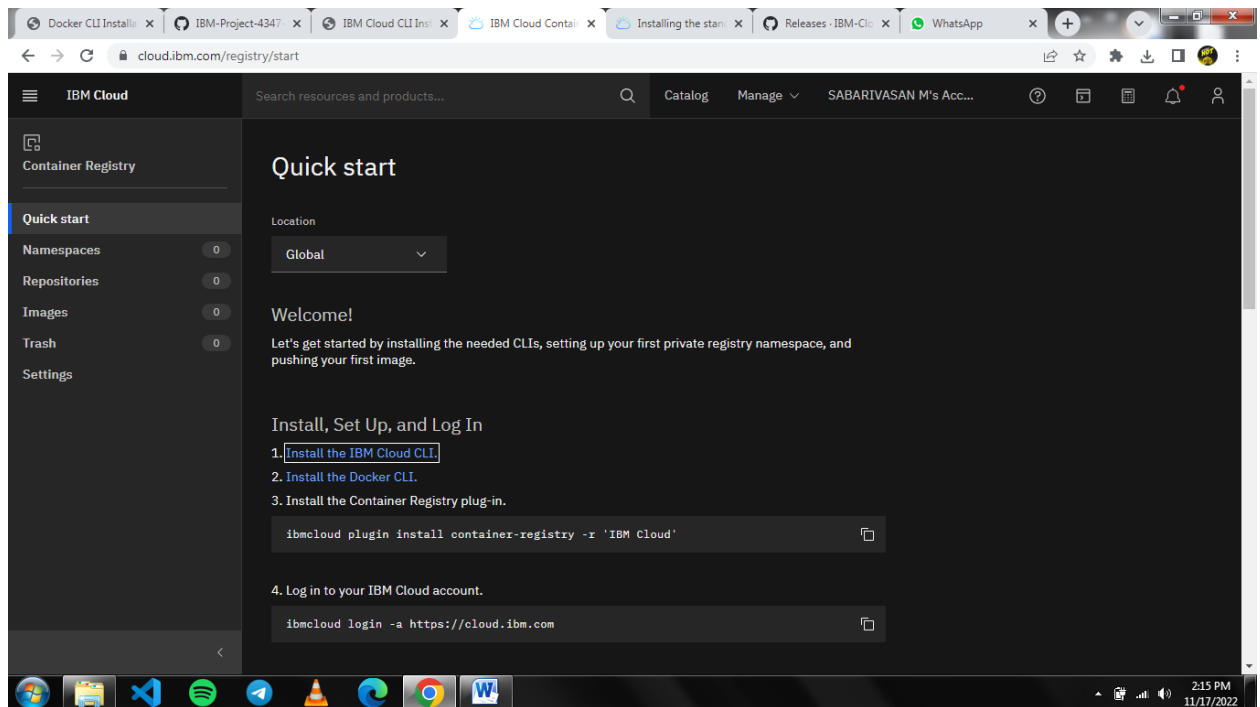 Docker CLI Installa
IBM-Project-4347-
IBM Cloud CLI Inst
IBM Cloud Contain
Installing the stand
Releases · IBM-Clo
WhatsApp
cloud.ibm.com/registry/start
IBM Cloud
Search resources and products...
Catalog
Manage
SABARIVASAN M's Acc...
Container Registry
Quick start
Namespaces 0
Repositories 0
Images 0
Trash 0
Settings
Quick start
Location
Global
Welcome!
Let's get started by installing the needed CLIs, setting up your first private registry namespace, and
pushing your first image.
Install, Set Up, and Log In
1. Install the IBM Cloud CLI.
2. Install the Docker CLI.
3. Install the Container Registry plug-in.
ibmcloud plugin install container-registry -r 'IBM Cloud'
4. Log in to your IBM Cloud account.
ibmcloud login -a https://cloud.ibm.com
2:15 PM
11/17/2022